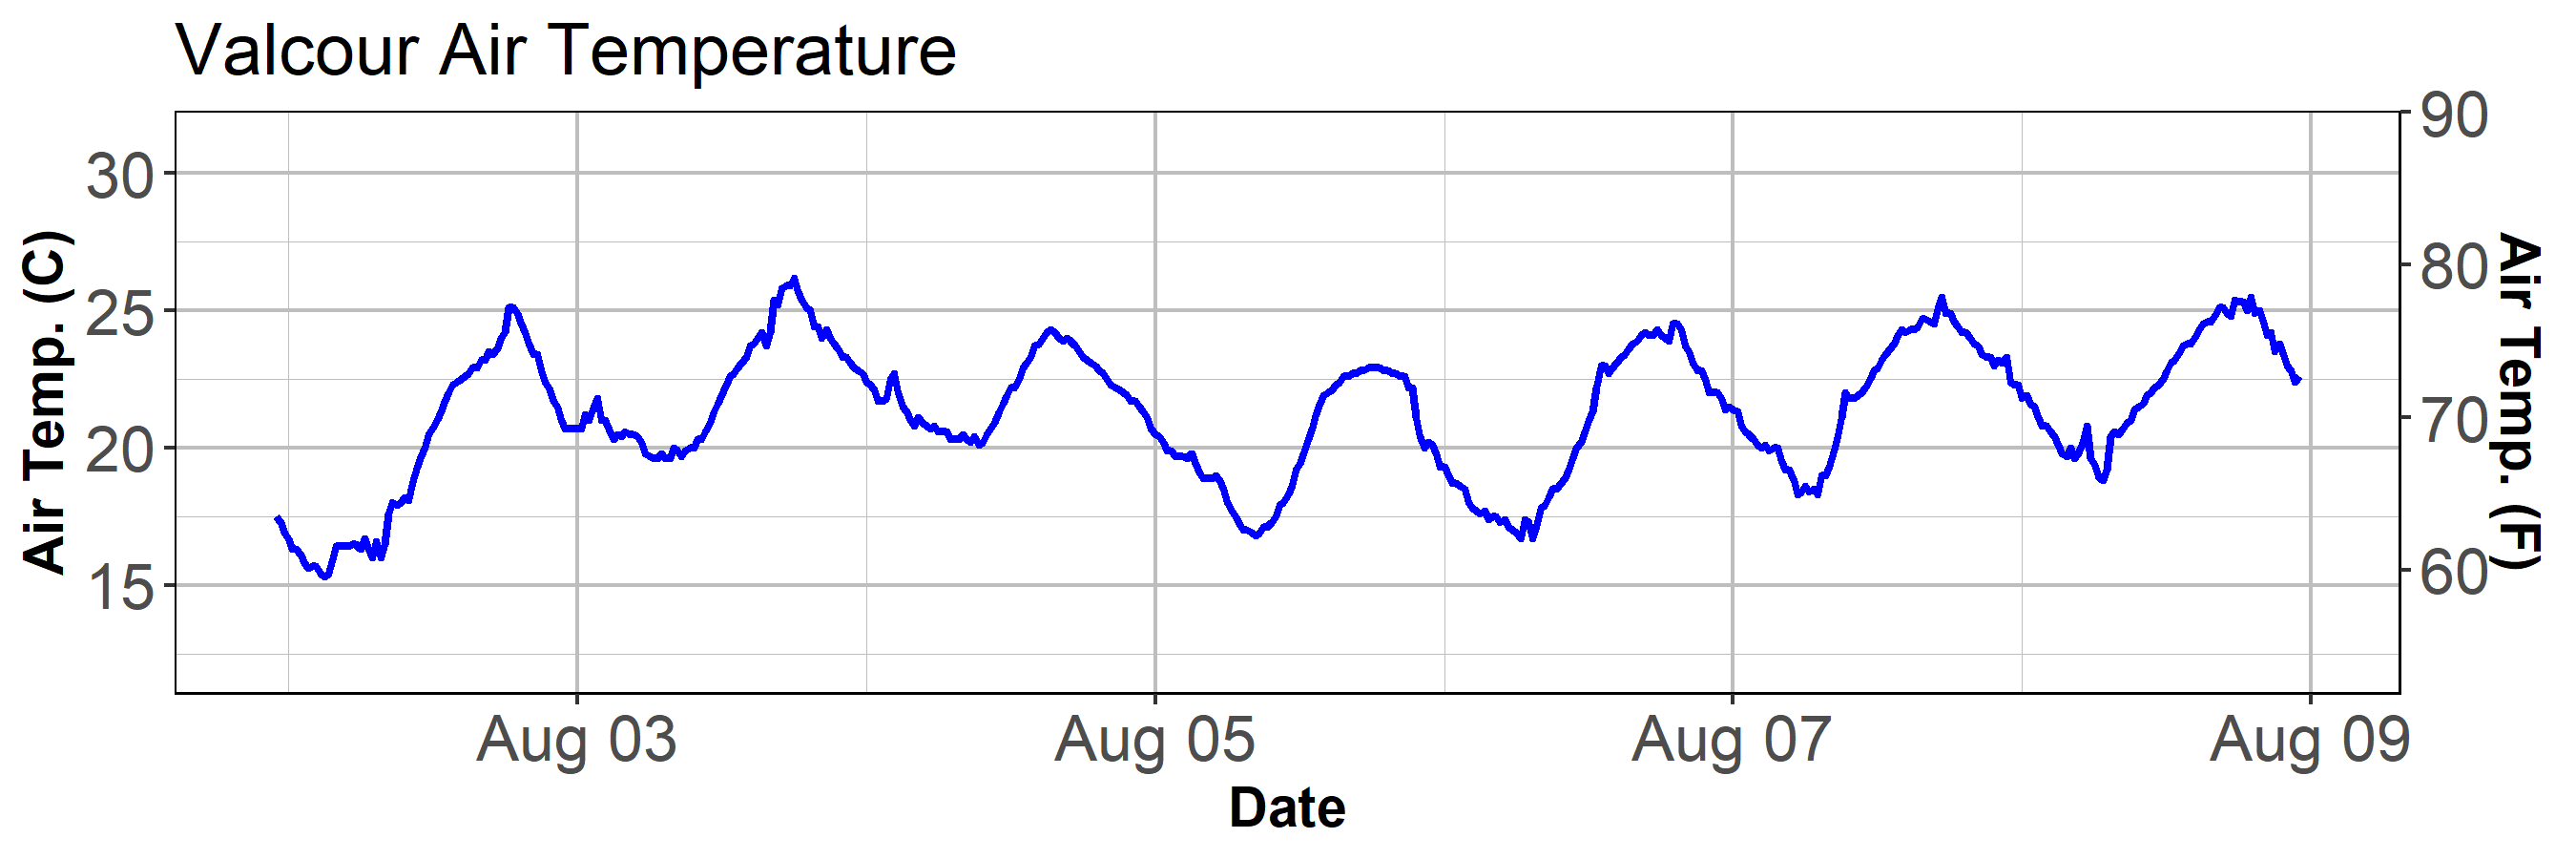 Valcour Air Temperature
Air Temp. (C)
30
25
20
15
90
80
70
60
Air Temp. (F)
Aug 03 Aug 05 Aug 07 Aug 09
Date